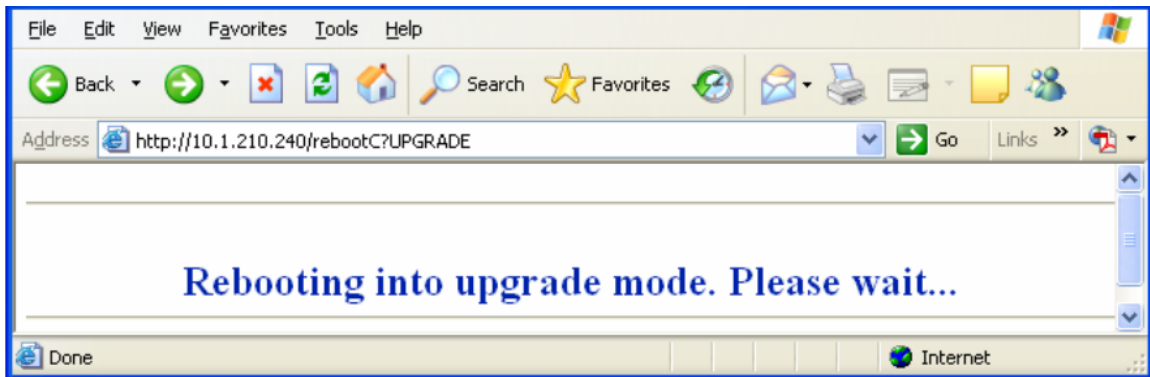 File Edit View Favorites Tools Help
Back Search Favorites
Address http://10.1.210.240/rebootC?UPGRADE Go Links »
Rebooting into upgrade mode. Please wait...
Done Internet